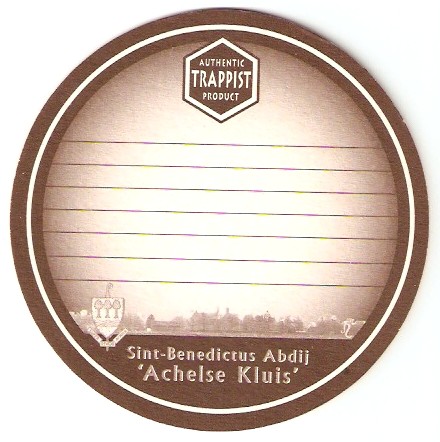 AUTHENTIC
TRAPPIST
PRODUCT
Sint-Benedictus Abdij
'Achelse Kluis'